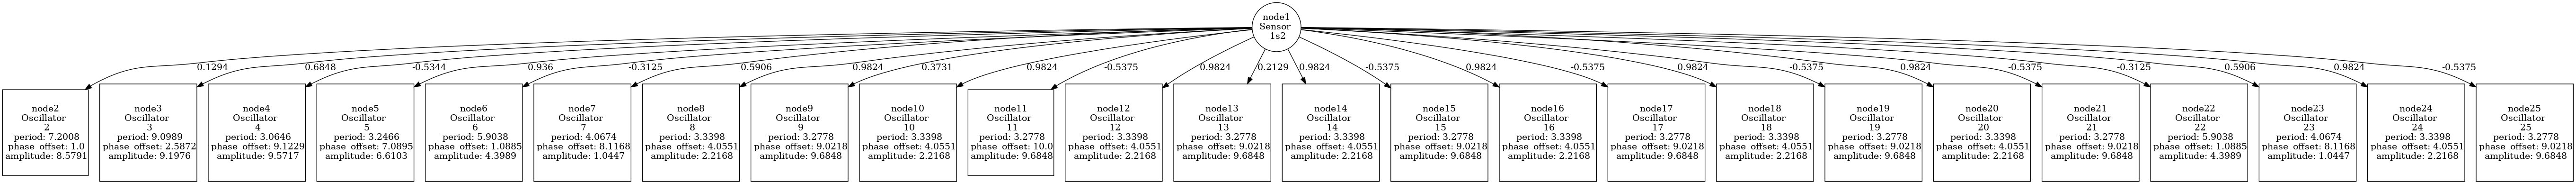 node1
Sensor
1s2
0.1294
0.6848
-0.5344
0.936
-0.3125
0.5906
0.9824
0.3731
0.9824
-0.5375
0.9824
0.2129
0.9824
-0.5375
0.9824
-0.5375
0.9824
-0.5375
0.9824
-0.5375
-0.3125
0.5906
0.9824
-0.5375
node2
Oscillator
2
period: 7.2008
phase_offset: 1.0
amplitude: 8.5791
node3
Oscillator
3
period: 9.0989
phase_offset: 2.5872
amplitude: 9.1976
node4
Oscillator
4
period: 3.0646
phase_offset: 9.1229
amplitude: 9.5717
node5
Oscillator
5
period: 3.2466
phase_offset: 7.0895
amplitude: 6.6103
node6
Oscillator
6
period: 5.9038
phase_offset: 1.0885
amplitude: 4.3989
node7
Oscillator
7
period: 4.0674
phase_offset: 8.1168
amplitude: 1.0447
node8
Oscillator
8
period: 3.3398
phase_offset: 4.0551
amplitude: 2.2168
node9
Oscillator
9
period: 3.2778
phase_offset: 9.0218
amplitude: 9.6848
node10
Oscillator
10
period: 3.3398
phase_offset: 4.0551
amplitude: 2.2168
node11
Oscillator
11
period: 3.2778
phase_offset: 10.0
amplitude: 9.6848
node12
Oscillator
12
period: 3.3398
phase_offset: 4.0551
amplitude: 2.2168
node13
Oscillator
13
period: 3.2778
phase_offset: 9.0218
amplitude: 9.6848
node14
Oscillator
14
period: 3.3398
phase_offset: 4.0551
amplitude: 2.2168
node15
Oscillator
15
period: 3.2778
phase_offset: 9.0218
amplitude: 9.6848
node16
Oscillator
16
period: 3.3398
phase_offset: 4.0551
amplitude: 2.2168
node17
Oscillator
17
period: 3.2778
phase_offset: 9.0218
amplitude: 9.6848
node18
Oscillator
18
period: 3.3398
phase_offset: 4.0551
amplitude: 2.2168
node19
Oscillator
19
period: 3.2778
phase_offset: 9.0218
amplitude: 9.6848
node20
Oscillator
20
period: 3.3398
phase_offset: 4.0551
amplitude: 2.2168
node21
Oscillator
21
period: 3.2778
phase_offset: 9.0218
amplitude: 9.6848
node22
Oscillator
22
period: 5.9038
phase_offset: 1.0885
amplitude: 4.3989
node23
Oscillator
23
period: 4.0674
phase_offset: 8.1168
amplitude: 1.0447
node24
Oscillator
24
period: 3.3398
phase_offset: 4.0551
amplitude: 2.2168
node25
Oscillator
25
period: 3.2778
phase_offset: 9.0218
amplitude: 9.6848